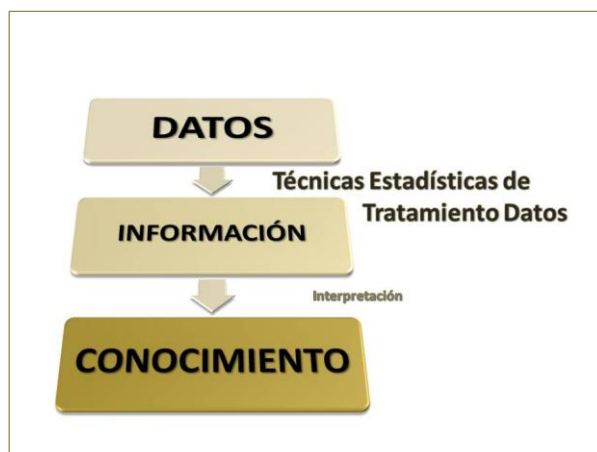 DATOS
Técnicas Estadísticas de
Tratamiento Datos
INFORMACIÓN
Interpretación
CONOCIMIENTO